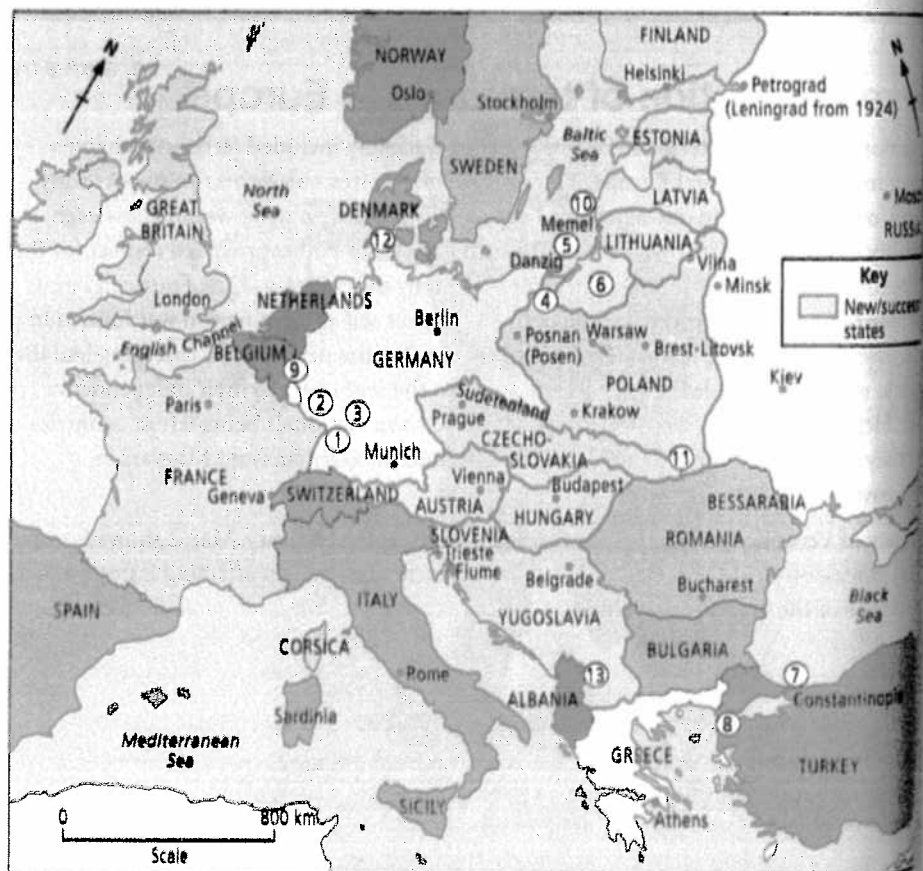 N
N
NORWAY
Oslo
FINLAND
Helsinki
Petrograd
(Leningrad from 1924)
Stockholm
Baltic
Sea
ESTONIA
SWEDEN
North
Sea
LATVIA
GREAT
BRITAIN
DENMARK
10
Memel
12
5
LITHUANIA
RUSSIA
Danzig
Vilna
Key
New/success
states
6
Minsk
London
NETHERLANDS
4
Berlin
English Channel
Posnan
(Posen)
Warsaw
Brest-Litovsk
BELGIUM
GERMANY
9
POLAND
Kiev
Paris
2
3
Sudetenland
Prague
Krakow
1
CZECHO-
SLOVAKIA
11
Munich
FRANCE
Vienna
Budapest
BESSARABIA
Geneva
SWITZERLAND
AUSTRIA
HUNGARY
SLOVENIA
ROMANIA
Trieste
Fiume
Belgrade
Bucharest
Black
Sea
SPAIN
ITALY
YUGOSLAVIA
CORSICA
BULGARIA
7
Rome
13
Constantinople
ALBANIA
Sardinia
8
Mediterranean
Sea
GREECE
TURKEY
0
800 km
SICILY
Athens
Scale